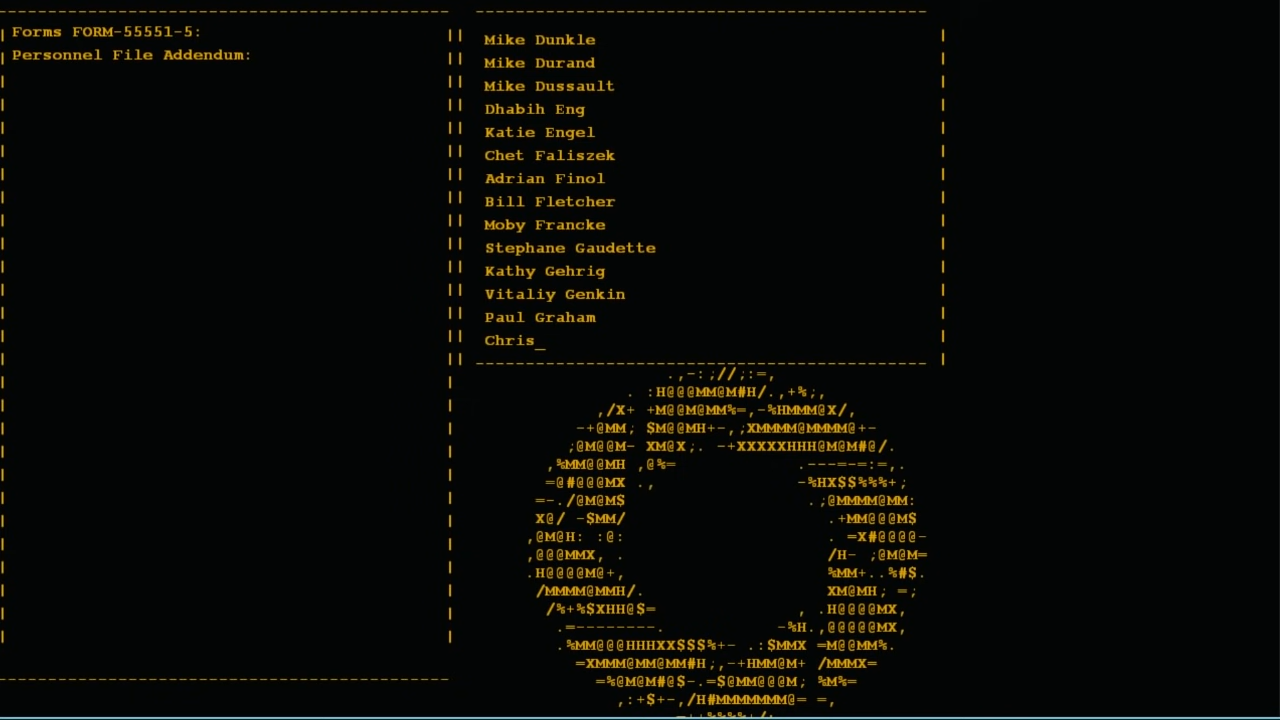 Forms FORM-55551-5:
Personnel File Addendum:
Mike Dunkle
Mike Durand
Mike Dussault
Dhabih Eng
Katie Engel
Chet Faliszek
Adrian Finol
Bill Fletcher
Moby Francke
Stephane Gaudette
Kathy Gehrig
Vitaliy Genkin
Paul Graham
Chris_